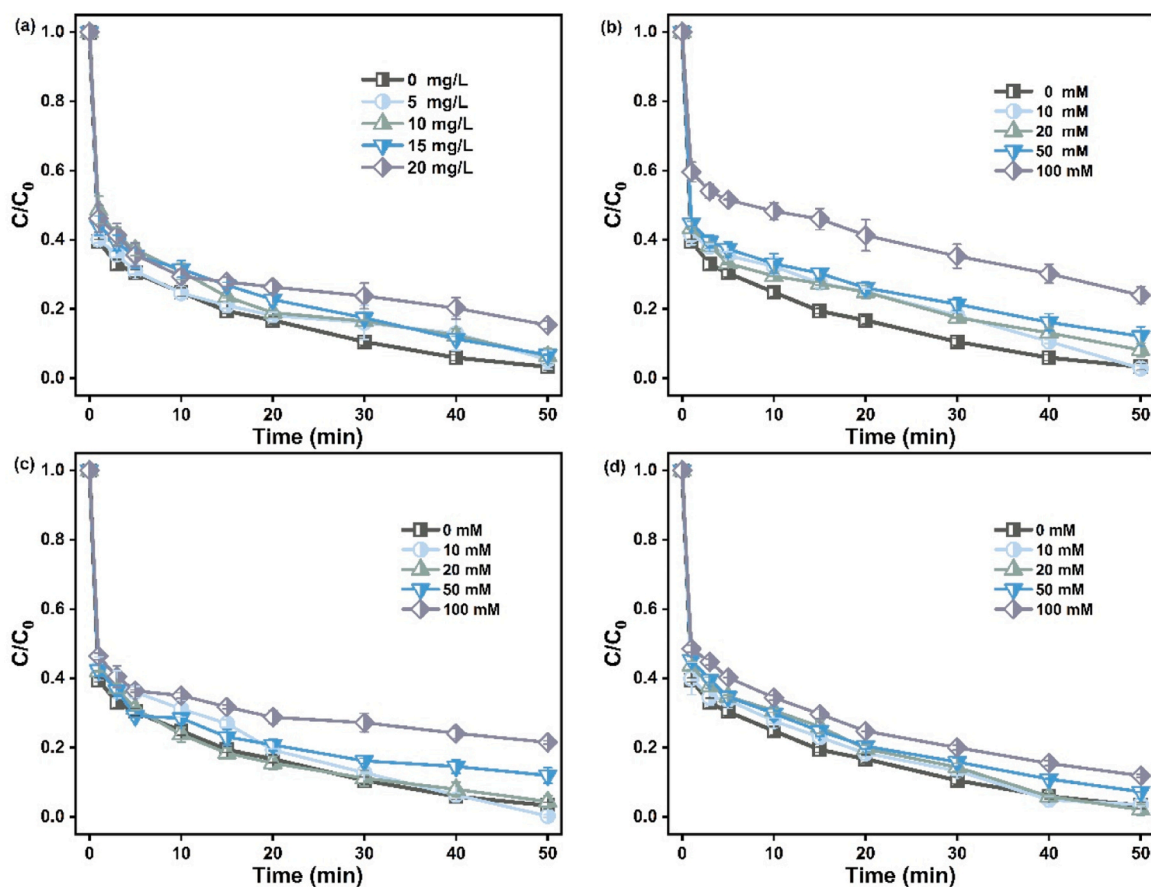 (a)
1.0
0.8
0.6
0.4
0.2
0.0
C/C0
0 mg/L
5 mg/L
10 mg/L
15 mg/L
20 mg/L
0 10 20 30 40 50
Time (min)
(b)
1.0
0.8
0.6
0.4
0.2
0.0
C/C0
0 mM
10 mM
20 mM
50 mM
100 mM
0 10 20 30 40 50
Time (min)
(c)
1.0
0.8
0.6
0.4
0.2
0.0
C/C0
0 mM
10 mM
20 mM
50 mM
100 mM
0 10 20 30 40 50
Time (min)
(d)
1.0
0.8
0.6
0.4
0.2
0.0
C/C0
0 mM
10 mM
20 mM
50 mM
100 mM
0 10 20 30 40 50
Time (min)